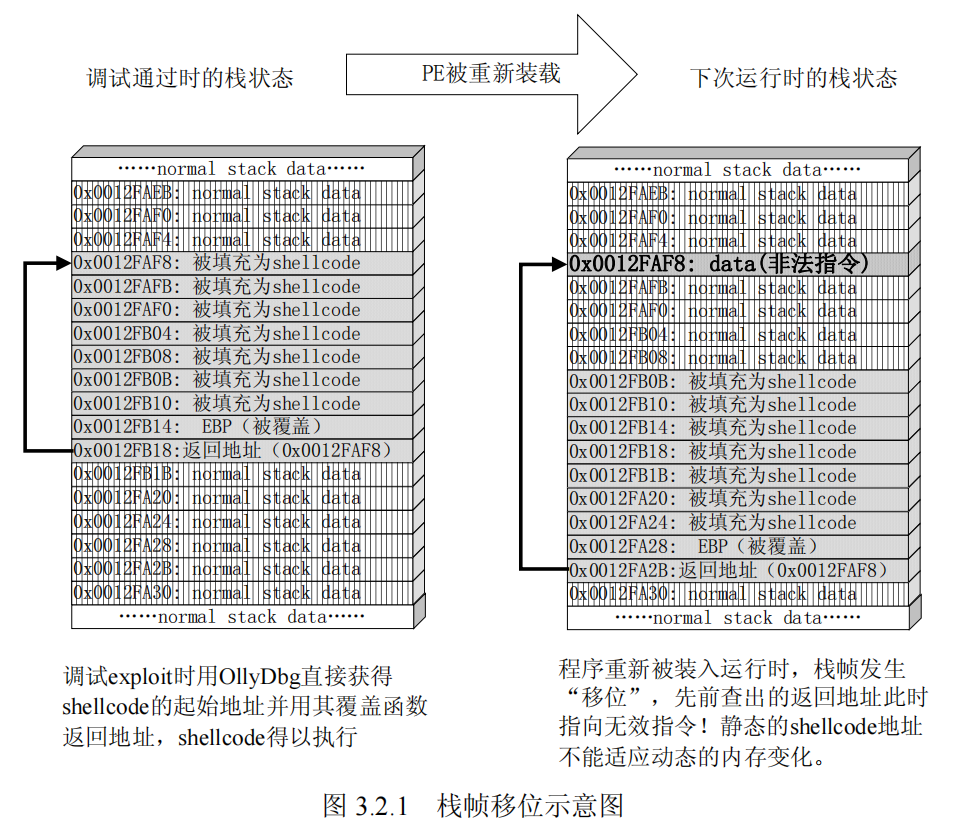 调试通过时的栈状态
PE被重新装载
下次运行时的栈状态
……normal stack data……
0x0012FAEB: normal stack data
0x0012FAF0: normal stack data
0x0012FAF4: normal stack data
0x0012FAF8: 被填充为shellcode
0x0012FAFB: 被填充为shellcode
0x0012FAF0: 被填充为shellcode
0x0012FB04: 被填充为shellcode
0x0012FB08: 被填充为shellcode
0x0012FB0B: 被填充为shellcode
0x0012FB10: 被填充为shellcode
0x0012FB14: EBP（被覆盖）
0x0012FB18:返回地址（0x0012FAF8）
0x0012FB1B: normal stack data
0x0012FA20: normal stack data
0x0012FA24: normal stack data
0x0012FA28: normal stack data
0x0012FA2B: normal stack data
0x0012FA30: normal stack data
……normal stack data……
……normal stack data……
0x0012FAEB: normal stack data
0x0012FAF0: normal stack data
0x0012FAF4: normal stack data
0x0012FAF8: data(非法指令)
0x0012FAFB: normal stack data
0x0012FAF0: normal stack data
0x0012FB04: normal stack data
0x0012FB08: normal stack data
0x0012FB0B: 被填充为shellcode
0x0012FB10: 被填充为shellcode
0x0012FB14: 被填充为shellcode
0x0012FB18: 被填充为shellcode
0x0012FB1B: 被填充为shellcode
0x0012FA20: 被填充为shellcode
0x0012FA24: 被填充为shellcode
0x0012FA28: EBP（被覆盖）
0x0012FA2B:返回地址（0x0012FAF8）
0x0012FA30: normal stack data
……normal stack data……
调试exploit时用OllyDbg直接获得
shellcode的起始地址并用其覆盖函数
返回地址，shellcode得以执行
程序重新被装入运行时，栈帧发生
“移位”，先前查出的返回地址此时
指向无效指令！静态的shellcode地址
不能适应动态的内存变化。
图 3.2.1 栈帧移位示意图